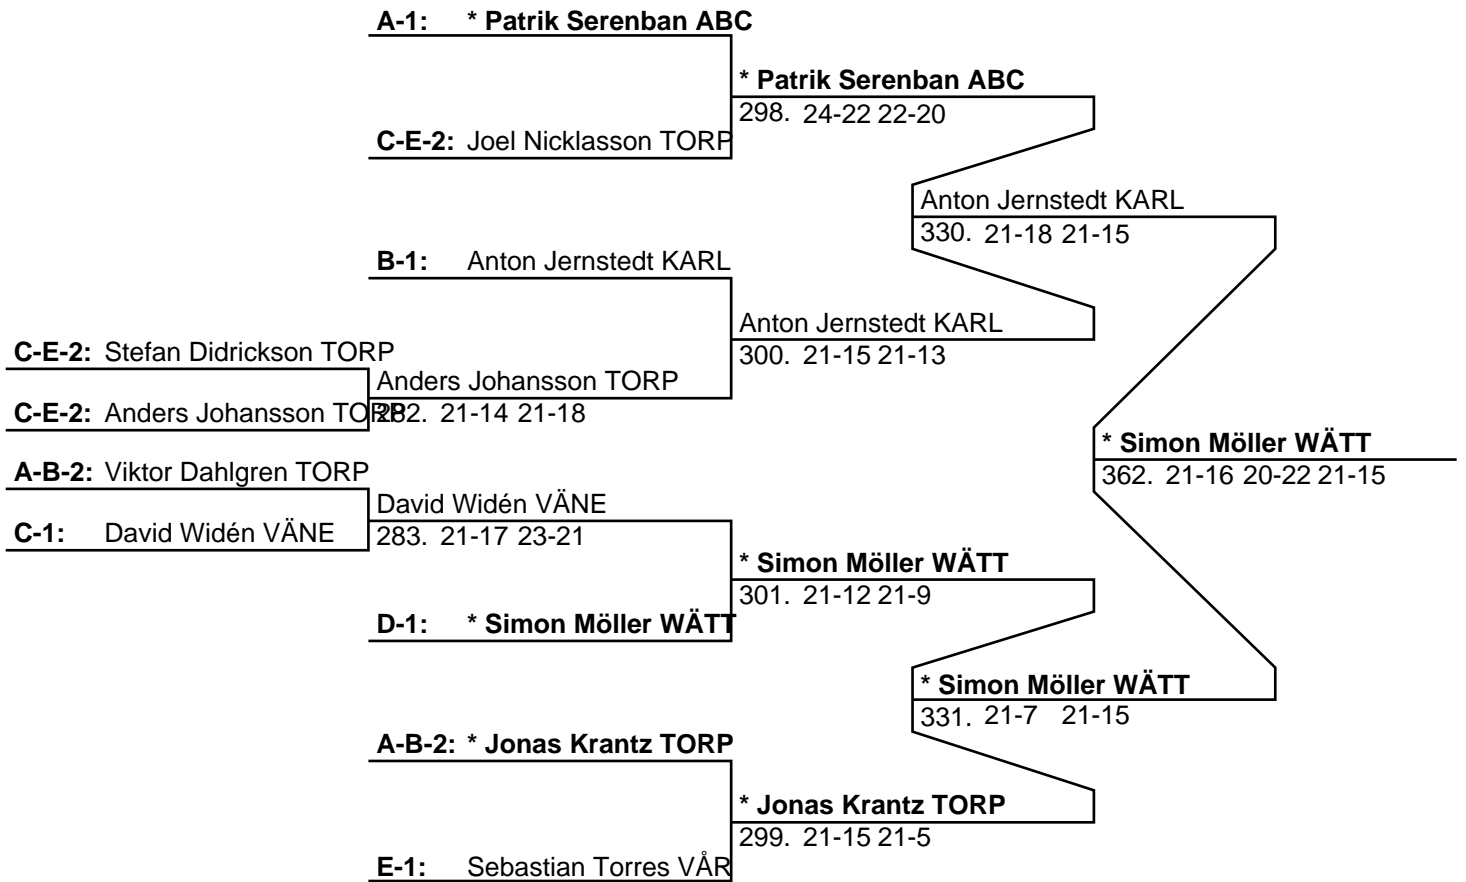 A-1: * Patrik Serenban ABC
* Patrik Serenban ABC
298. 24-22 22-20
C-E-2: Joel Nicklasson TORP
Anton Jernstedt KARL
330. 21-18 21-15
B-1: Anton Jernstedt KARL
Anton Jernstedt KARL
300. 21-15 21-13
C-E-2: Stefan Didrickson TORP
Anders Johansson TORP
282. 21-14 21-18
C-E-2: Anders Johansson TORP
* Simon Möller WÄTT
362. 21-16 20-22 21-15
A-B-2: Viktor Dahlgren TORP
David Widén VÄNE
283. 21-17 23-21
C-1: David Widén VÄNE
* Simon Möller WÄTT
301. 21-12 21-9
D-1: * Simon Möller WÄTT
* Simon Möller WÄTT
331. 21-7 21-15
A-B-2: * Jonas Krantz TORP
* Jonas Krantz TORP
299. 21-15 21-5
E-1: Sebastian Torres VÅR